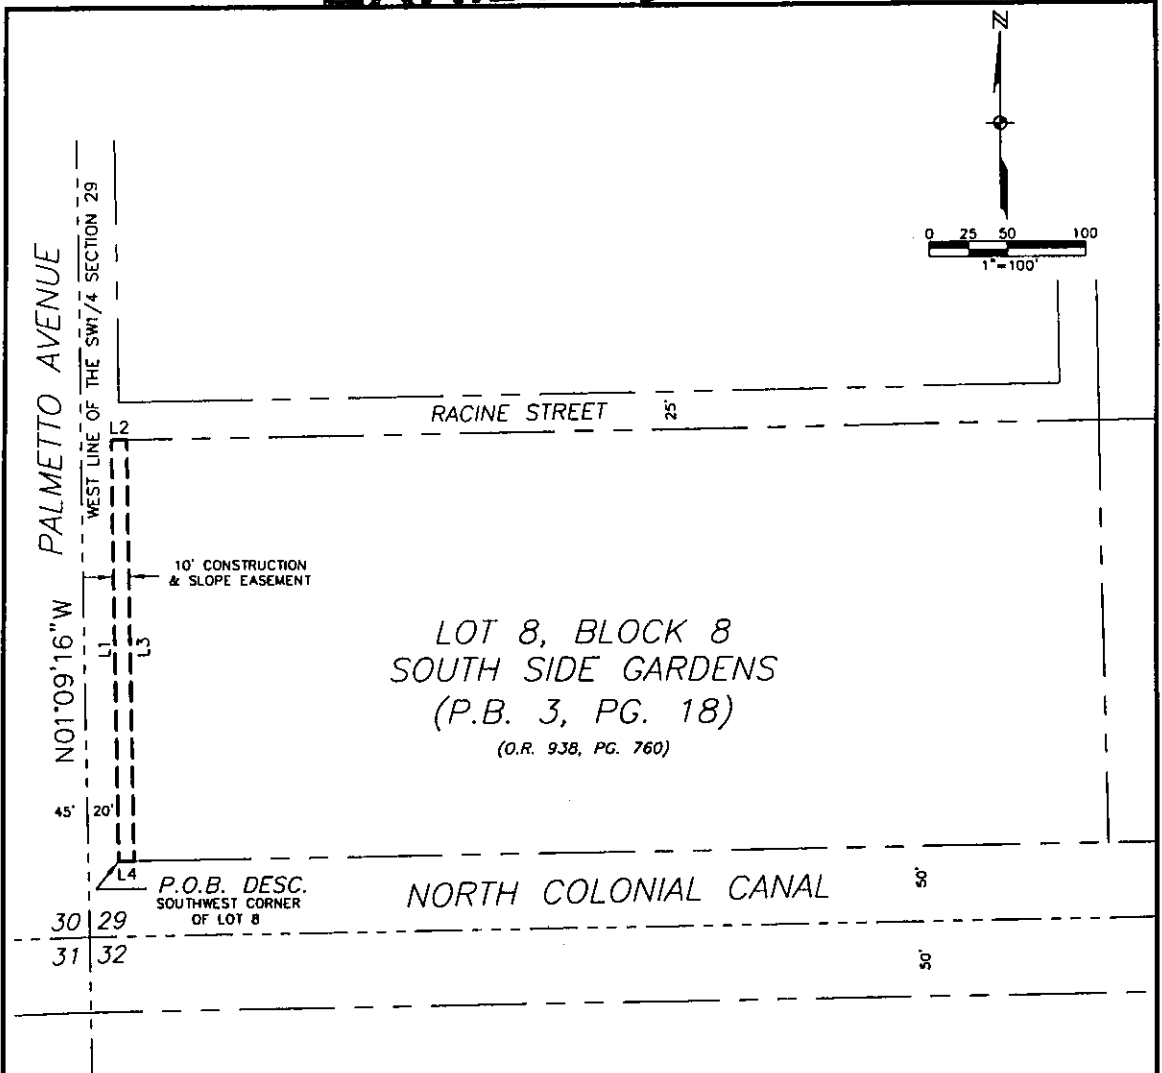 N
0 25 50 100
1"=100'
PALMETTO AVENUE
WEST LINE OF THE SW1/4 SECTION 29
RACINE STREET
25'
L2
10' CONSTRUCTION
& SLOPE EASEMENT
N01°09'16"W
L1
L3
LOT 8, BLOCK 8
SOUTH SIDE GARDENS
(P.B. 3, PG. 18)
(O.R. 938, PG. 760)
45' 20'
L4
P.O.B. DESC.
SOUTHWEST CORNER
OF LOT 8
NORTH COLONIAL CANAL
50'
30 29
31 32
50'